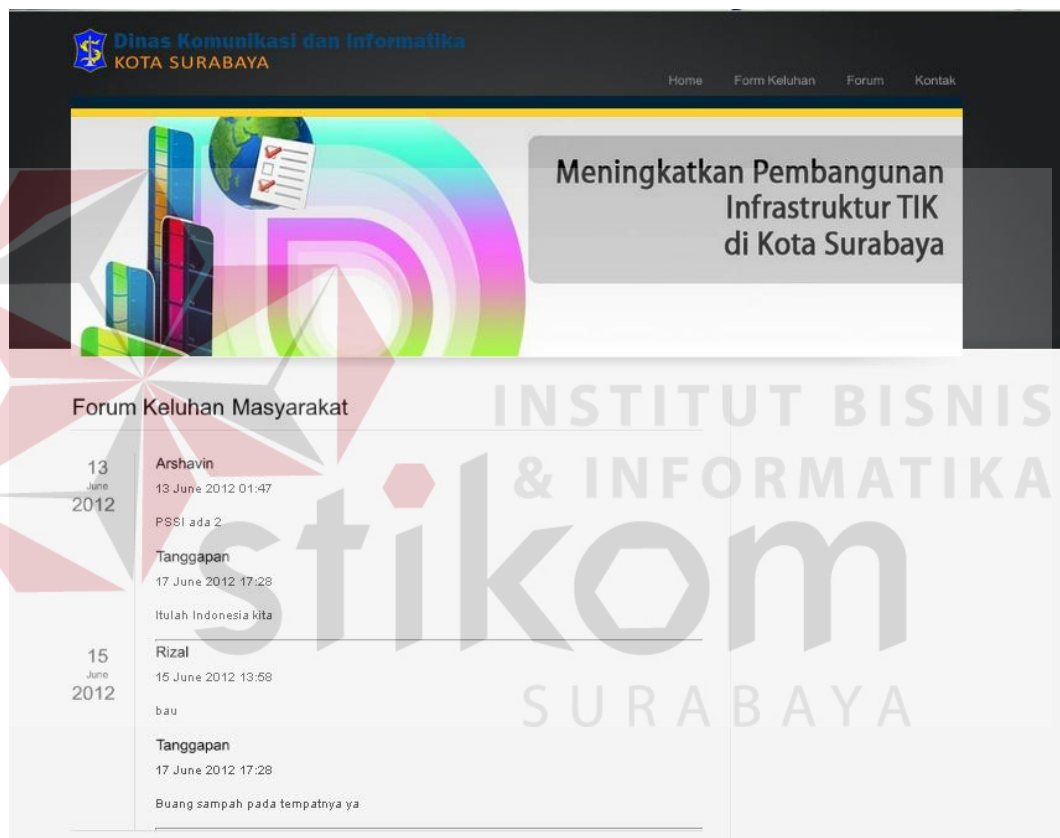 Dinas Komunikasi dan Informatika
KOTA SURABAYA
Home Form Keluhan Forum Kontak
Meningkatkan Pembangunan
Infrastruktur TIK
di Kota Surabaya
Forum Keluhan Masyarakat
13
June
2012
Arshavin
13 June 2012 01:47
PSSI ada 2
Tanggapan
17 June 2012 17:28
Itulah Indonesia kita
15
June
2012
Rizal
15 June 2012 13:58
bau
Tanggapan
17 June 2012 17:28
Buang sampah pada tempatnya ya
INSTITUT BISNIS
& INFORMATIKA
stikom
SURABAYA